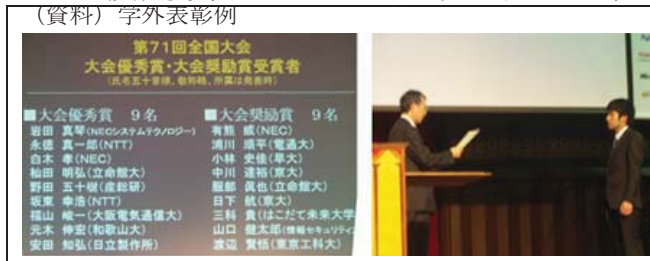 （資料）学外表彰例
第71回全国大会
大会優秀賞・大会奨励賞受賞者
(氏名五十音順、敬称略、所属は発表時)
■大会優秀賞　9名
岩田 真琴(NECシステムテクノロジー)
永徳 真一郎(NTT)
白木 孝(NEC)
杣田 明弘(立命館大)
野田 五十樹(産総研)
坂東 幸浩(NTT)
福山 峻一(大阪電気通信大)
元木 伸宏(和歌山大)
安田 知弘(日立製作所)
■大会奨励賞　9名
有熊 威(NEC)
浦川 順平(電通大)
小林 史佳(早大)
中川 達裕(京大)
服部 眞也(立命館大)
日下 航(京大)
三科 貴(はこだて未来大学
山口 健太郎(情報セキュリティ
渡辺 賢悟(東京工科大)